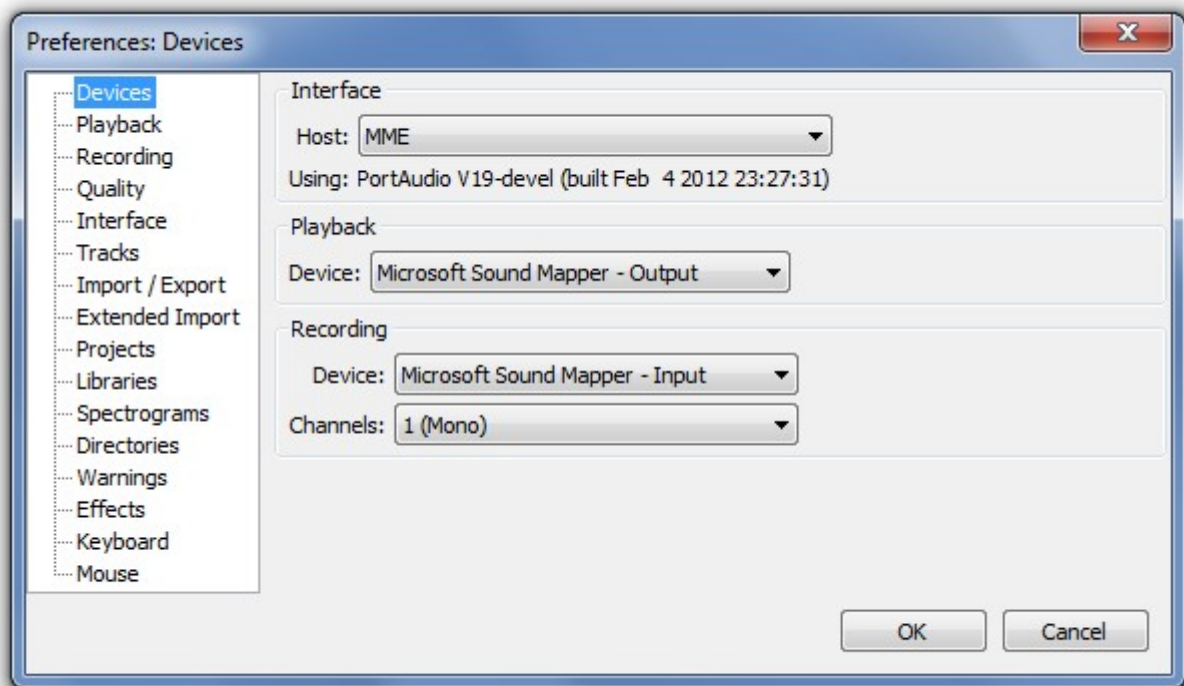 Preferences: Devices
Devices
Playback
Recording
Quality
Interface
Tracks
Import / Export
Extended Import
Projects
Libraries
Spectrograms
Directories
Warnings
Effects
Keyboard
Mouse
Interface
Host: MME
Using: PortAudio V19-devel (built Feb  4 2012 23:27:31)
Playback
Device: Microsoft Sound Mapper - Output
Recording
Device: Microsoft Sound Mapper - Input
Channels: 1 (Mono)
OK Cancel